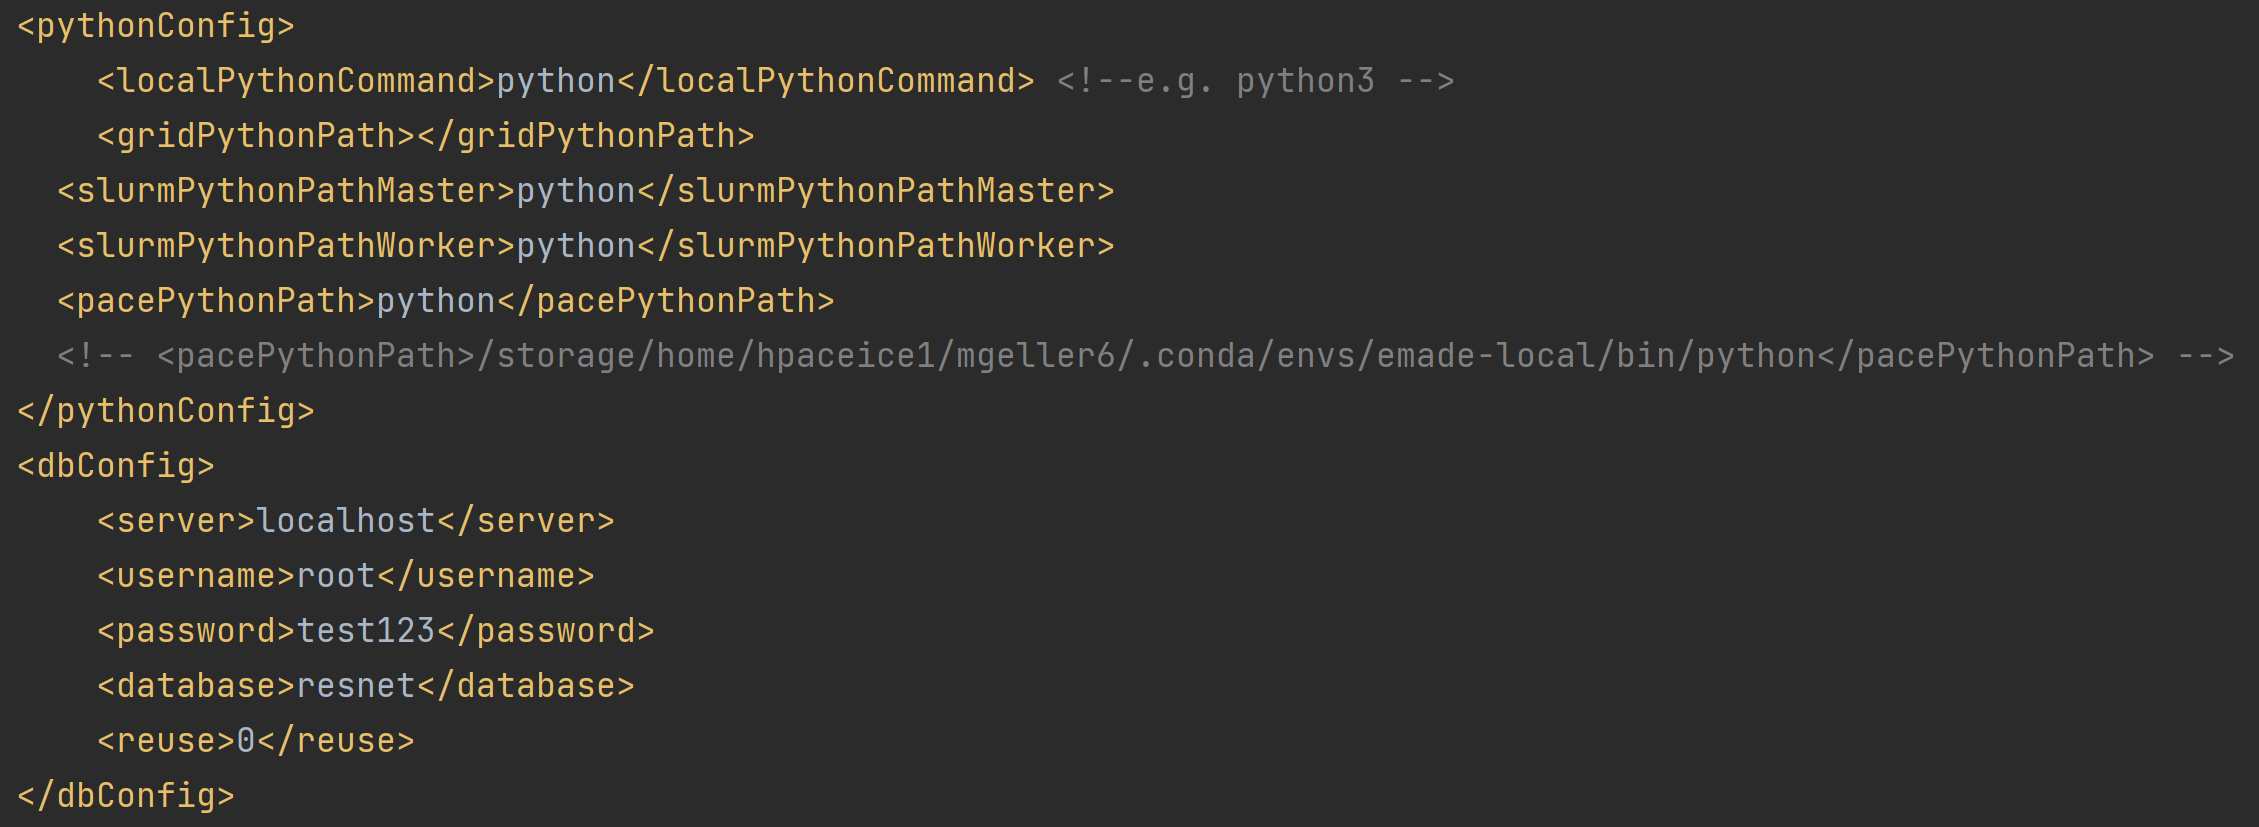 <pythonConfig>
    <localPythonCommand>python</localPythonCommand> <!--e.g. python3 -->
    <gridPythonPath></gridPythonPath>
  <slurmPythonPathMaster>python</slurmPythonPathMaster>
  <slurmPythonPathWorker>python</slurmPythonPathWorker>
  <pacePythonPath>python</pacePythonPath>
  <!-- <pacePythonPath>/storage/home/hpaceice1/mgeller6/.conda/envs/emade-local/bin/python</pacePythonPath> -->
</pythonConfig>
<dbConfig>
    <server>localhost</server>
    <username>root</username>
    <password>test123</password>
    <database>resnet</database>
    <reuse>0</reuse>
</dbConfig>